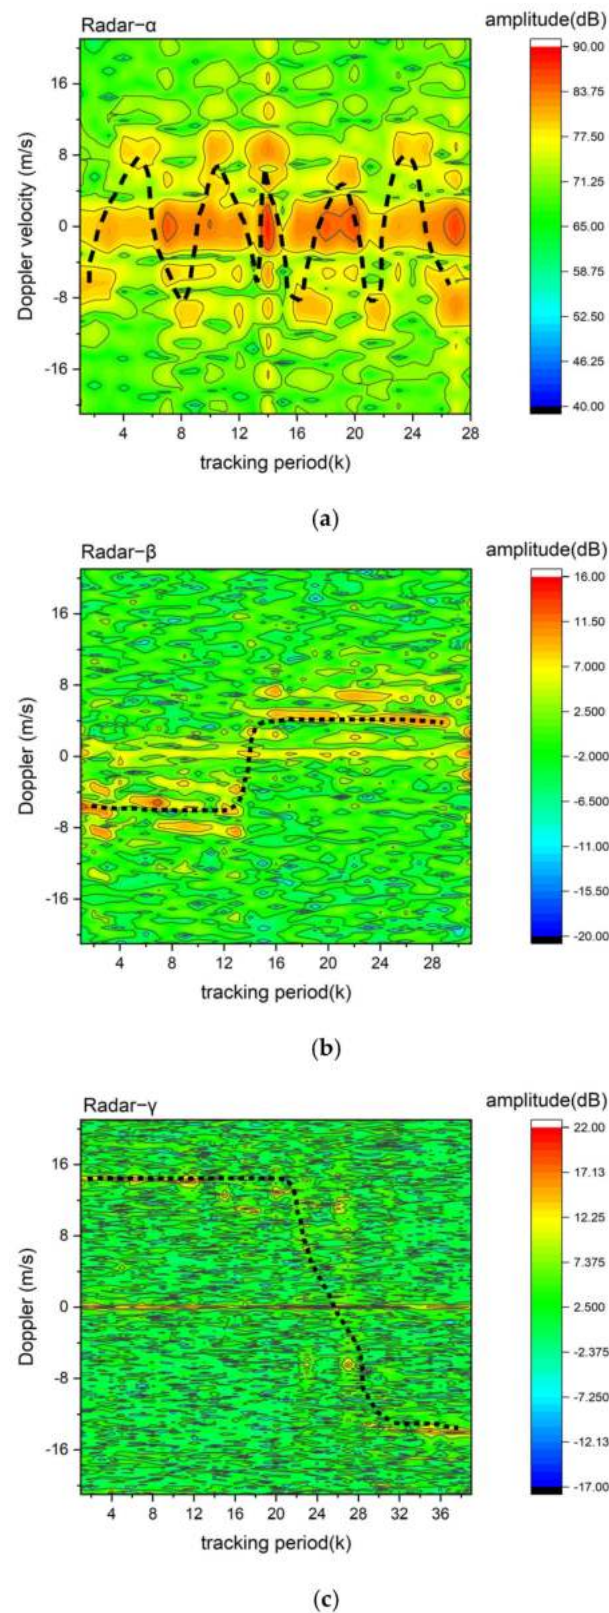 Radar−α
amplitude(dB)
90.00
83.75
77.50
71.25
65.00
58.75
52.50
46.25
40.00
16
8
0
-8
-16
Doppler velocity (m/s)
4 8 12 16 20 24 28
tracking period(k)
(a)
Radar−β
amplitude(dB)
16.00
11.50
7.000
2.500
-2.000
-6.500
-11.00
-15.50
-20.00
16
8
0
-8
-16
Doppler (m/s)
4 8 12 16 20 24 28
tracking period(k)
(b)
Radar−γ
amplitude(dB)
22.00
17.13
12.25
7.375
2.500
-2.375
-7.250
-12.13
-17.00
16
8
0
-8
-16
Doppler (m/s)
4 8 12 16 20 24 28 32 36
tracking period(k)
(c)